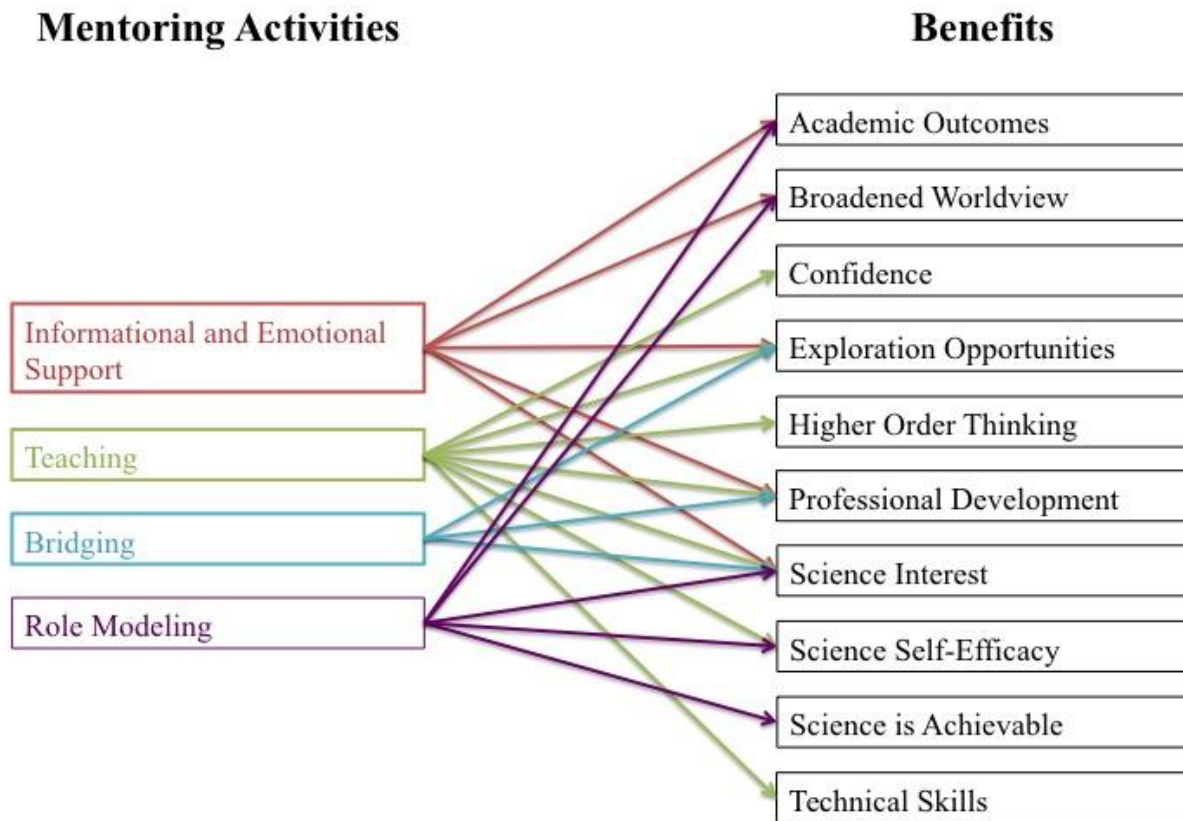 Mentoring Activities
Benefits
Informational and Emotional
Support
Teaching
Bridging
Role Modeling
Academic Outcomes
Broadened Worldview
Confidence
Exploration Opportunities
Higher Order Thinking
Professional Development
Science Interest
Science Self-Efficacy
Science is Achievable
Technical Skills